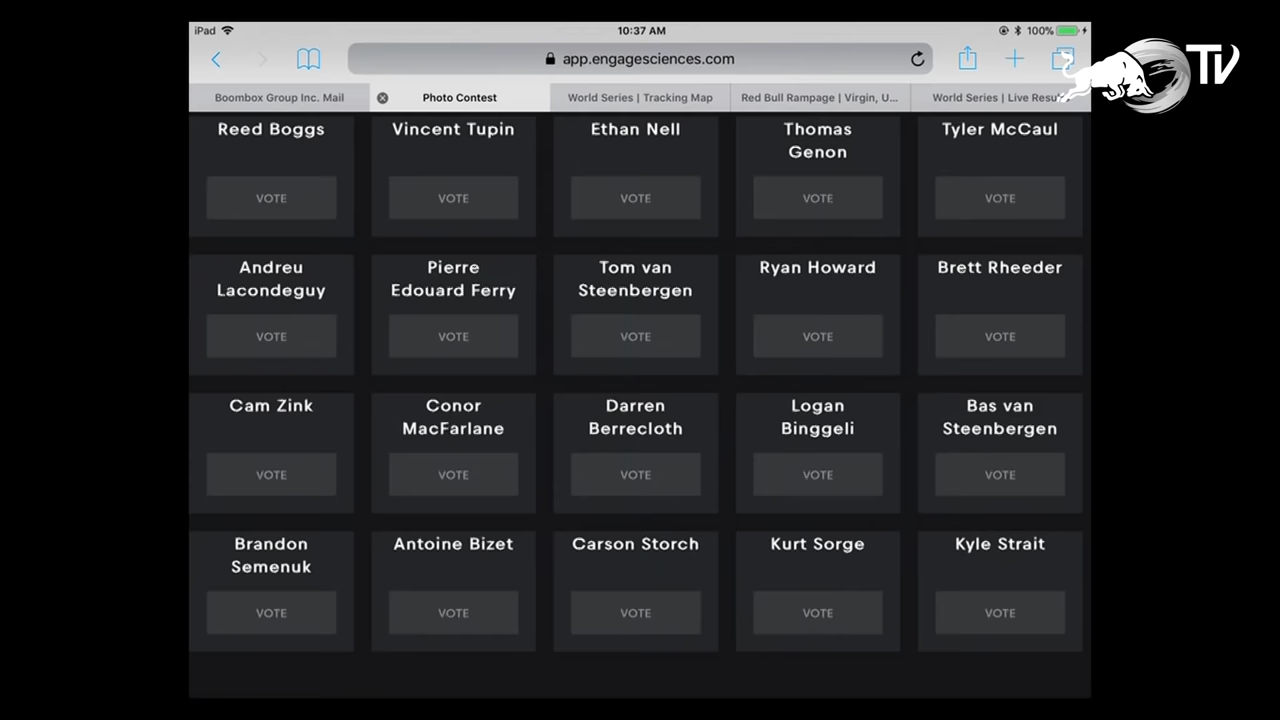 iPad
10:37 AM
100%
app.engagesciences.com
TV
Boombox Group Inc. Mail
Photo Contest
World Series | Tracking Map
Red Bull Rampage | Virgin, U...
World Series | Live Resu
Reed Boggs
Vincent Tupin
Ethan Nell
Thomas
Genon
Tyler McCaul
VOTE
VOTE
VOTE
VOTE
VOTE
Andreu
Lacondeguy
Pierre
Edouard Ferry
Tom van
Steenbergen
Ryan Howard
Brett Rheeder
VOTE
VOTE
VOTE
VOTE
VOTE
Cam Zink
Conor
MacFarlane
Darren
Berrecloth
Logan
Binggeli
Bas van
Steenbergen
VOTE
VOTE
VOTE
VOTE
VOTE
Brandon
Semenuk
Antoine Bizet
Carson Storch
Kurt Sorge
Kyle Strait
VOTE
VOTE
VOTE
VOTE
VOTE